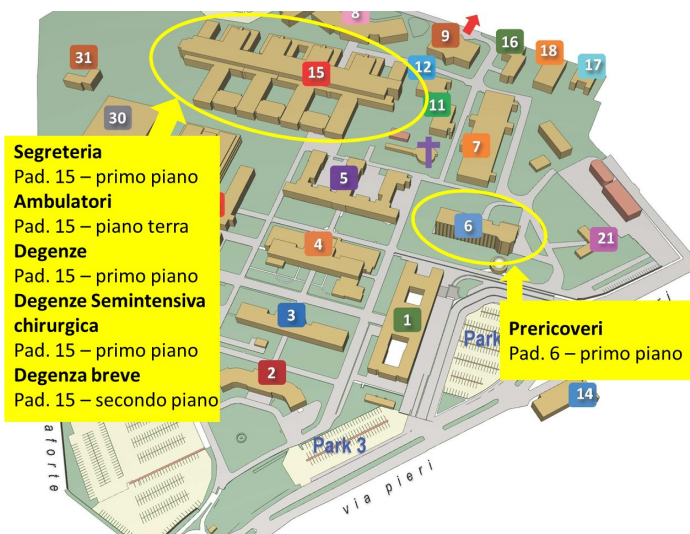 8
9
16
18
17
31
15
12
11
30
7
5
6
21
4
3
1
2
14
Segreteria
Pad. 15 – primo piano
Ambulatori
Pad. 15 – piano terra
Degenze
Pad. 15 – primo piano
Degenze Semintensiva
chirurgica
Pad. 15 – primo piano
Degenza breve
Pad. 15 – secondo piano
Prericoveri
Pad. 6 – primo piano
Park
Park 3
via pieri